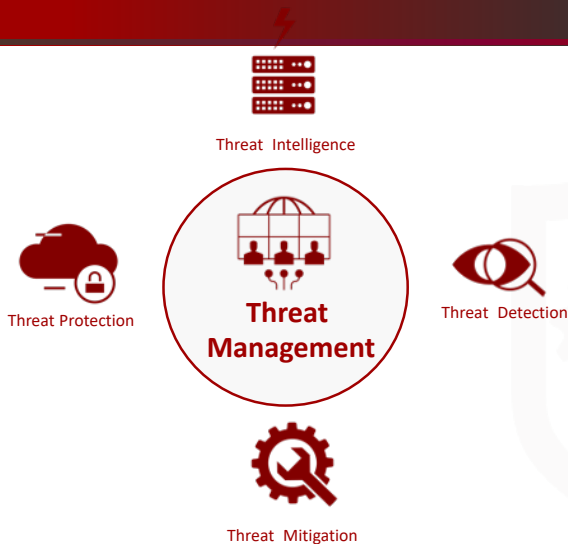 Threat Intelligence
Threat Protection
Threat
Management
Threat Detection
Threat Mitigation